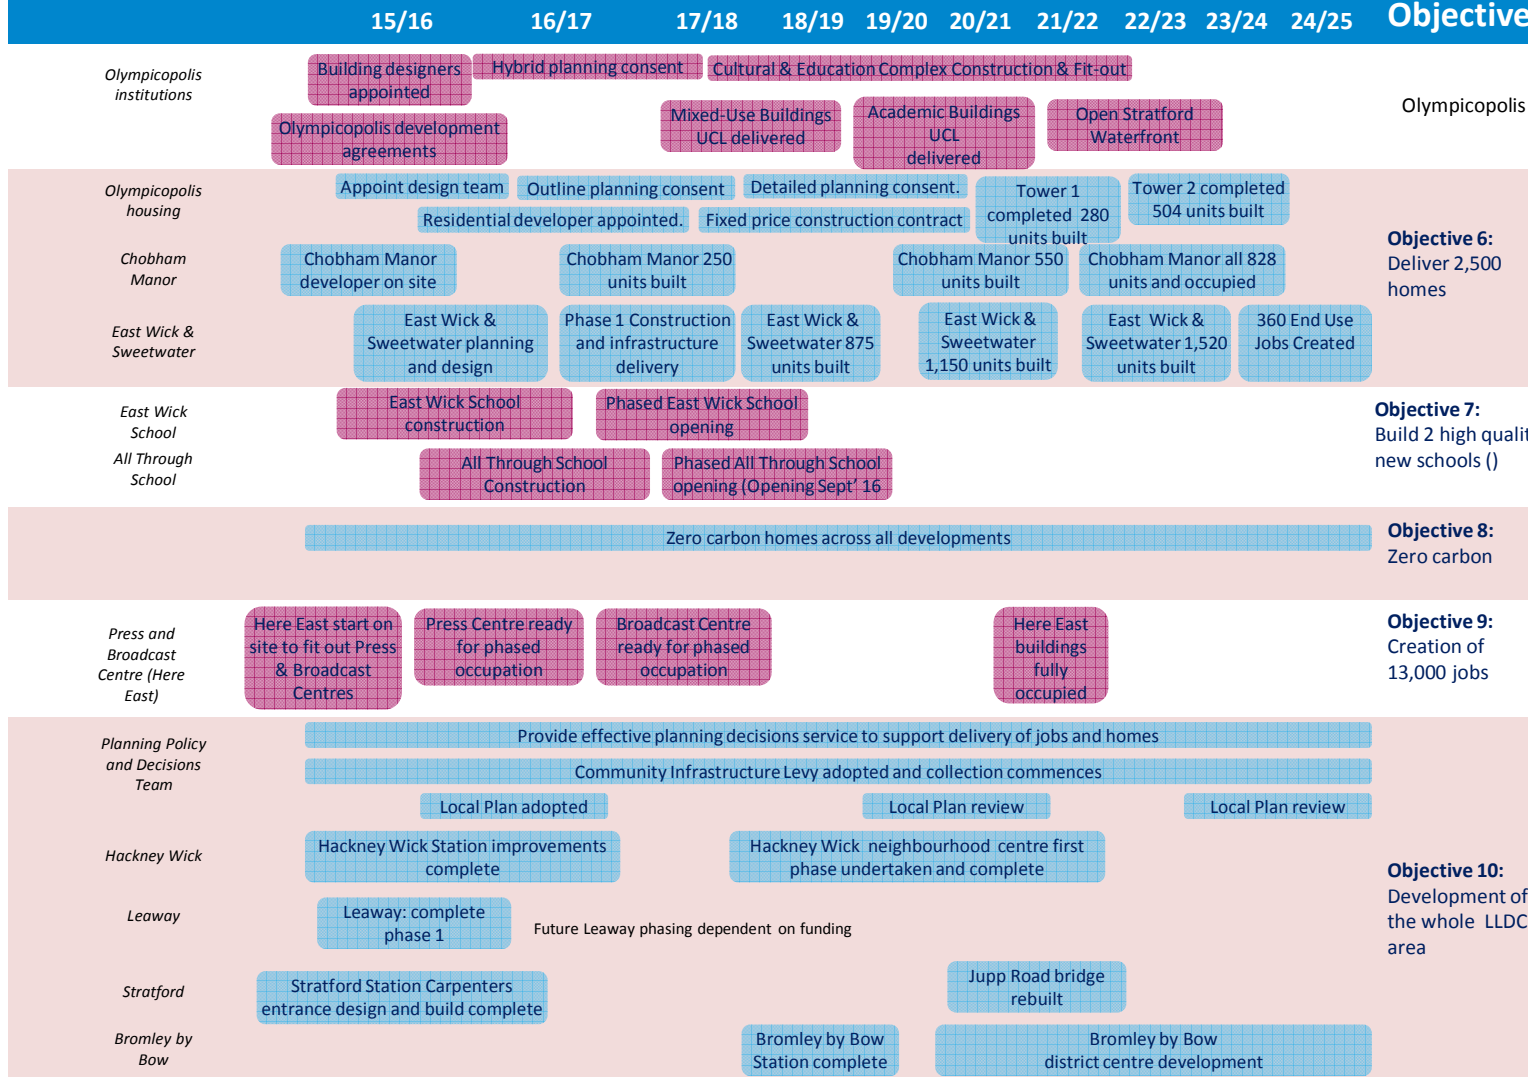 15/16 16/17 17/18 18/19 19/20 20/21 21/22 22/23 23/24 24/25 Objective
Olympicopolis
institutions
Building designers
appointed
Hybrid planning consent
Cultural & Education Complex Construction & Fit-out
Olympicopolis development
agreements
Mixed-Use Buildings
UCL delivered
Academic Buildings
UCL
delivered
Open Stratford
Waterfront
Olympicopolis
Olympicopolis
housing
Appoint design team
Outline planning consent
Detailed planning consent.
Residential developer appointed.
Fixed price construction contract
Tower 1
completed 280
units built
Tower 2 completed
504 units built
Chobham
Manor
Chobham Manor
developer on site
Chobham Manor 250
units built
Chobham Manor 550
units built
Chobham Manor all 828
units and occupied
Objective 6:
Deliver 2,500
homes
East Wick &
Sweetwater
East Wick &
Sweetwater planning
and design
Phase 1 Construction
and infrastructure
delivery
East Wick &
Sweetwater 875
units built
East Wick &
Sweetwater
1,150 units built
East Wick &
Sweetwater 1,520
units built
360 End Use
Jobs Created
East Wick
School
East Wick School
construction
Phased East Wick School
opening
All Through
School
All Through School
Construction
Phased All Through School
opening (Opening Sept' 16
Objective 7:
Build 2 high qualit
new schools ()
Zero carbon homes across all developments
Objective 8:
Zero carbon
Press and
Broadcast
Centre (Here
East)
Here East start on
site to fit out Press
& Broadcast
Centres
Press Centre ready
for phased
occupation
Broadcast Centre
ready for phased
occupation
Here East
buildings
fully
occupied
Objective 9:
Creation of
13,000 jobs
Planning Policy
and Decisions
Team
Provide effective planning decisions service to support delivery of jobs and homes
Community Infrastructure Levy adopted and collection commences
Local Plan adopted
Local Plan review
Local Plan review
Hackney Wick
Hackney Wick Station improvements
complete
Hackney Wick neighbourhood centre first
phase undertaken and complete
Leaway
Leaway: complete
phase 1
Future Leaway phasing dependent on funding
Objective 10:
Development of
the whole LLDC
area
Stratford
Stratford Station Carpenters
entrance design and build complete
Jupp Road bridge
rebuilt
Bromley by
Bow
Bromley by Bow
Station complete
Bromley by Bow
district centre development